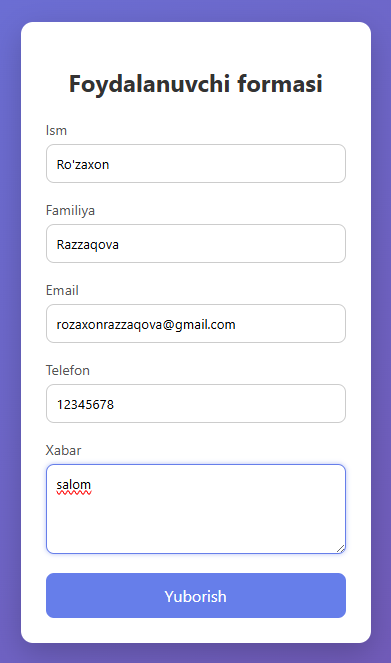 Foydalanuvchi formasi
Ism
Ro'zaxon
Familiya
Razzaqova
Email
rozaxonrazzaqova@gmail.com
Telefon
12345678
Xabar
salom
Yuborish